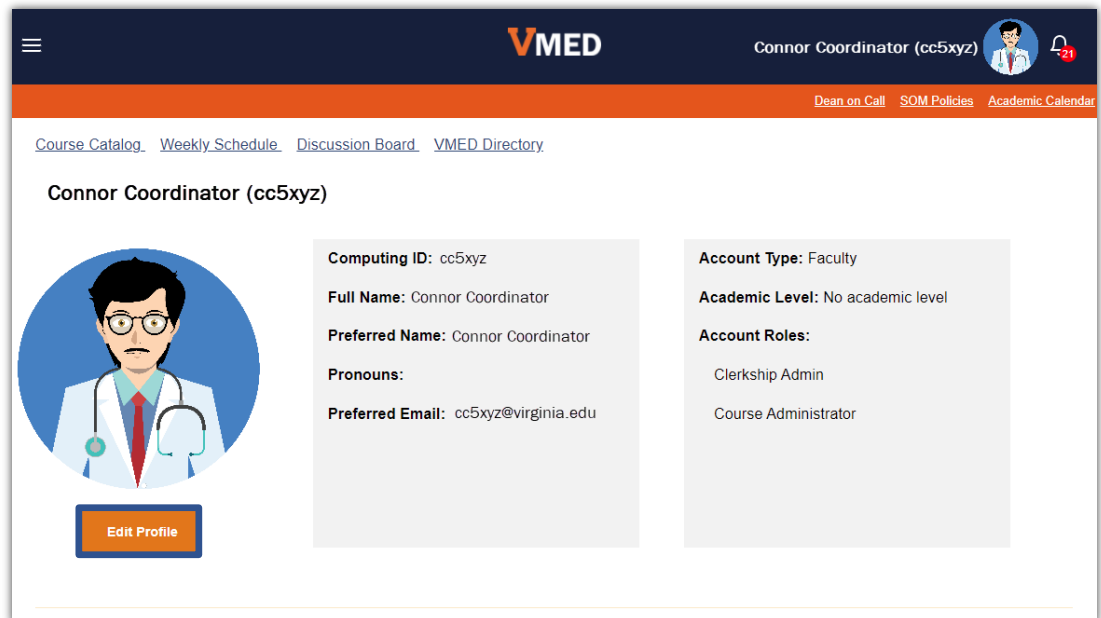 VMED
Connor Coordinator (cc5xyz)
21
Dean on Call SOM Policies Academic Calendar
Course Catalog Weekly Schedule Discussion Board VMED Directory
Connor Coordinator (cc5xyz)
Computing ID: cc5xyz
Full Name: Connor Coordinator
Preferred Name: Connor Coordinator
Pronouns:
Preferred Email: cc5xyz@virginia.edu
Account Type: Faculty
Academic Level: No academic level
Account Roles:
Clerkship Admin
Course Administrator
Edit Profile